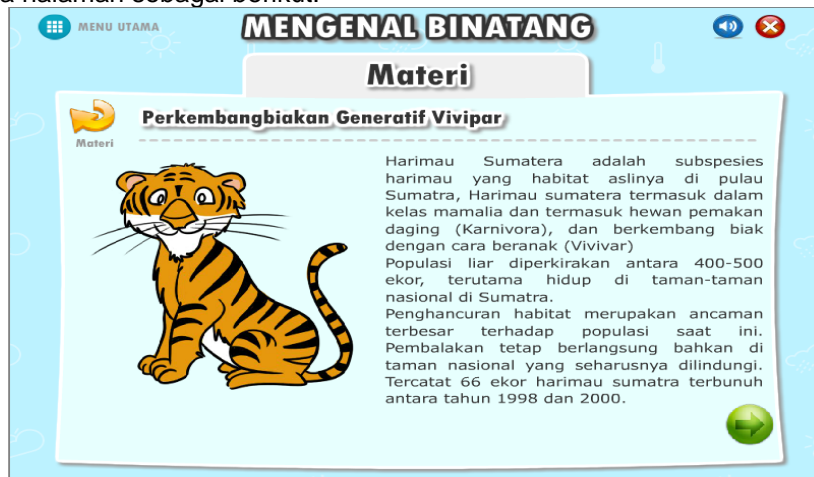 a halaman sebagai berikut.
MENU UTAMA
MENGENAL BINATANG
Materi
Perkembangbiakan Generatif Vivipar
Materi
Harimau Sumatera adalah subspesies
harimau yang habitat aslinya di pulau
Sumatra, Harimau sumatera termasuk dalam
kelas mamalia dan termasuk hewan pemakan
daging (Karnivora), dan berkembang biak
dengan cara beranak (Vivivar)
Populasi liar diperkirakan antara 400-500
ekor, terutama hidup di taman-taman
nasional di Sumatra.
Penghancuran habitat merupakan ancaman
terbesar terhadap populasi saat ini.
Pembalakan tetap berlangsung bahkan di
taman nasional yang seharusnya dilindungi.
Tercatat 66 ekor harimau sumatra terbunuh
antara tahun 1998 dan 2000.